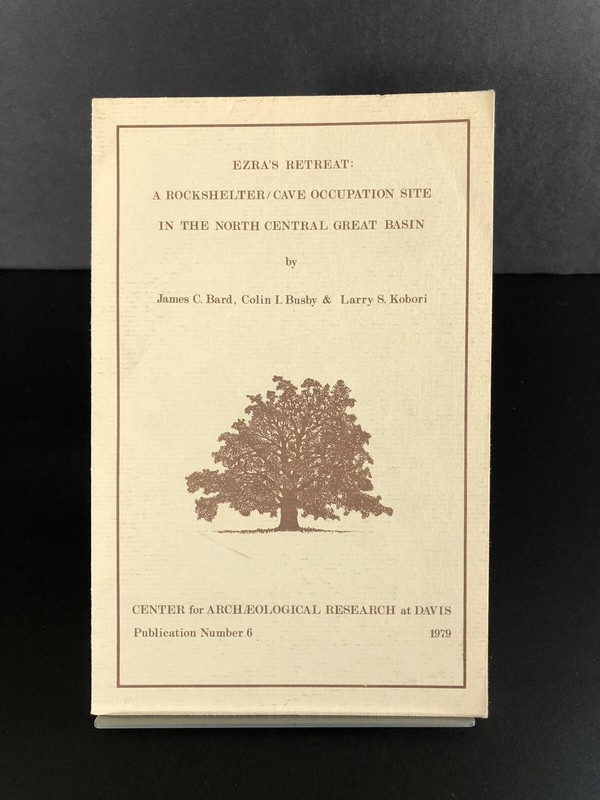 EZRA'S RETREAT:
A ROCKSHELTER/CAVE OCCUPATION SITE
IN THE NORTH CENTRAL GREAT BASIN
by
James C. Bard, Colin I. Busby & Larry S. Kobori
CENTER for ARCHÆOLOGICAL RESEARCH at DAVIS
Publication Number 6 1979